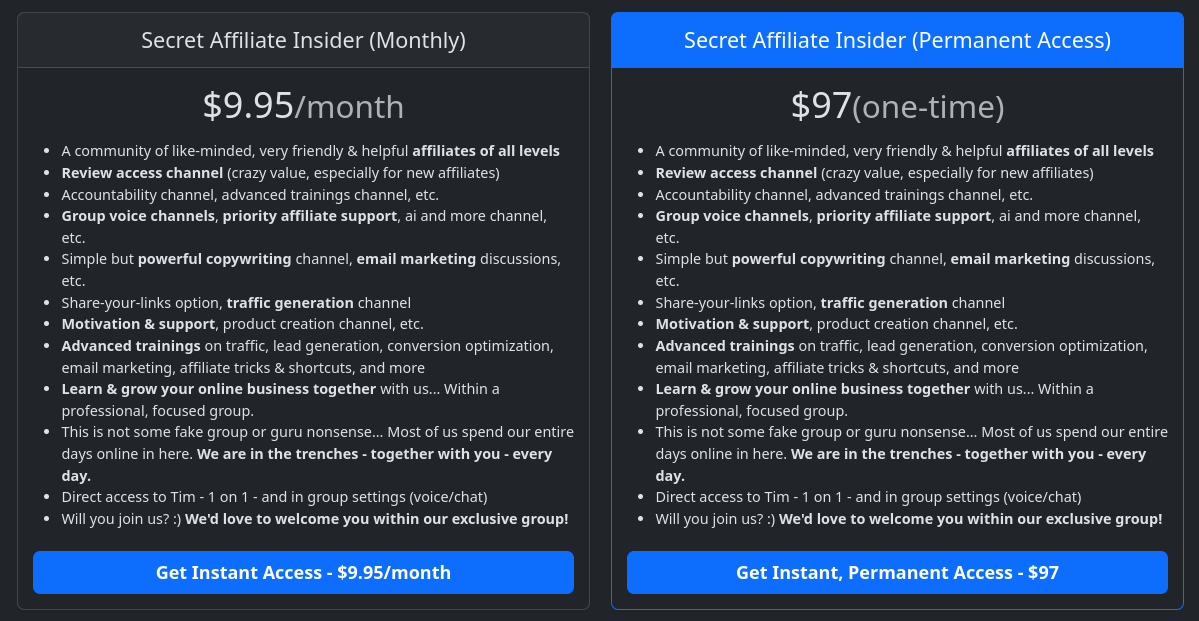 Secret Affiliate Insider (Monthly)
$9.95/month
• A community of like-minded, very friendly & helpful affiliates of all levels
• Review access channel (crazy value, especially for new affiliates)
• Accountability channel, advanced trainings channel, etc.
• Group voice channels, priority affiliate support, ai and more channel,
etc.
• Simple but powerful copywriting channel, email marketing discussions,
etc.
• Share-your-links option, traffic generation channel
• Motivation & support, product creation channel, etc.
• Advanced trainings on traffic, lead generation, conversion optimization,
email marketing, affiliate tricks & shortcuts, and more
• Learn & grow your online business together with us... Within a
professional, focused group.
• This is not some fake group or guru nonsense... Most of us spend our entire
days online in here. We are in the trenches - together with you - every
day.
• Direct access to Tim - 1 on 1 - and in group settings (voice/chat)
• Will you join us? :) We'd love to welcome you within our exclusive group!
Get Instant Access - $9.95/month
Secret Affiliate Insider (Permanent Access)
$97(one-time)
• A community of like-minded, very friendly & helpful affiliates of all levels
• Review access channel (crazy value, especially for new affiliates)
• Accountability channel, advanced trainings channel, etc.
• Group voice channels, priority affiliate support, ai and more channel,
etc.
• Simple but powerful copywriting channel, email marketing discussions,
etc.
• Share-your-links option, traffic generation channel
• Motivation & support, product creation channel, etc.
• Advanced trainings on traffic, lead generation, conversion optimization,
email marketing, affiliate tricks & shortcuts, and more
• Learn & grow your online business together with us... Within a
professional, focused group.
• This is not some fake group or guru nonsense... Most of us spend our entire
days online in here. We are in the trenches - together with you - every
day.
• Direct access to Tim - 1 on 1 - and in group settings (voice/chat)
• Will you join us? :) We'd love to welcome you within our exclusive group!
Get Instant, Permanent Access - $97